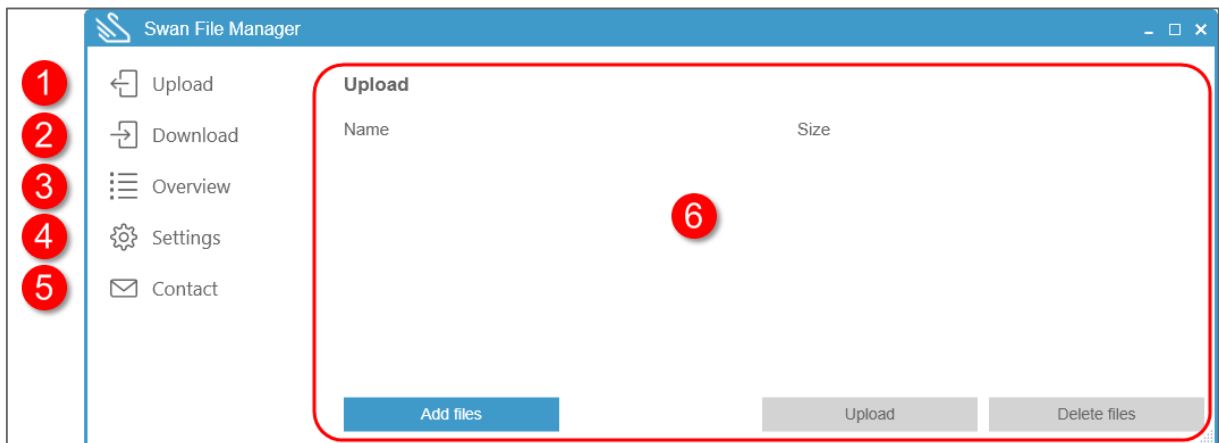 Swan File Manager
1 Upload
2 Download
3 Overview
4 Settings
5 Contact
Upload
Name Size
6
Add files Upload Delete files